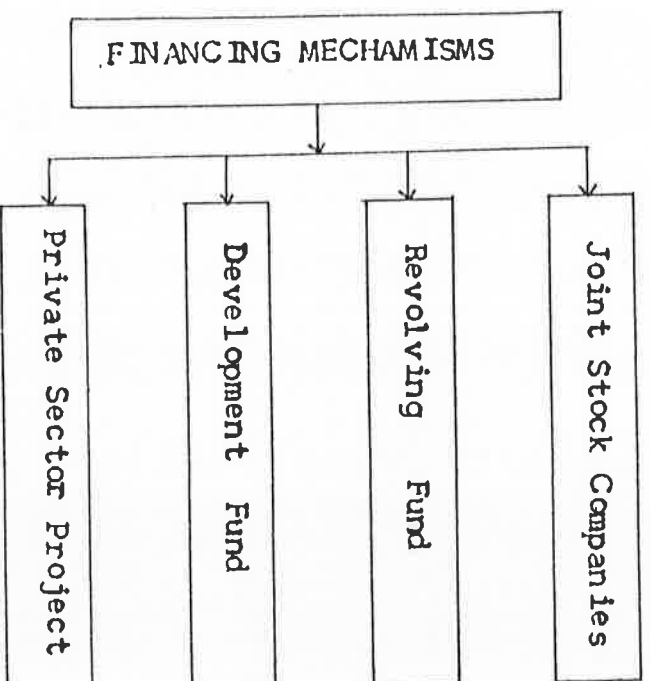 FINANCING MECHAMISMS
Private Sector Project
Development Fund
Revolving Fund
Joint Stock Companies